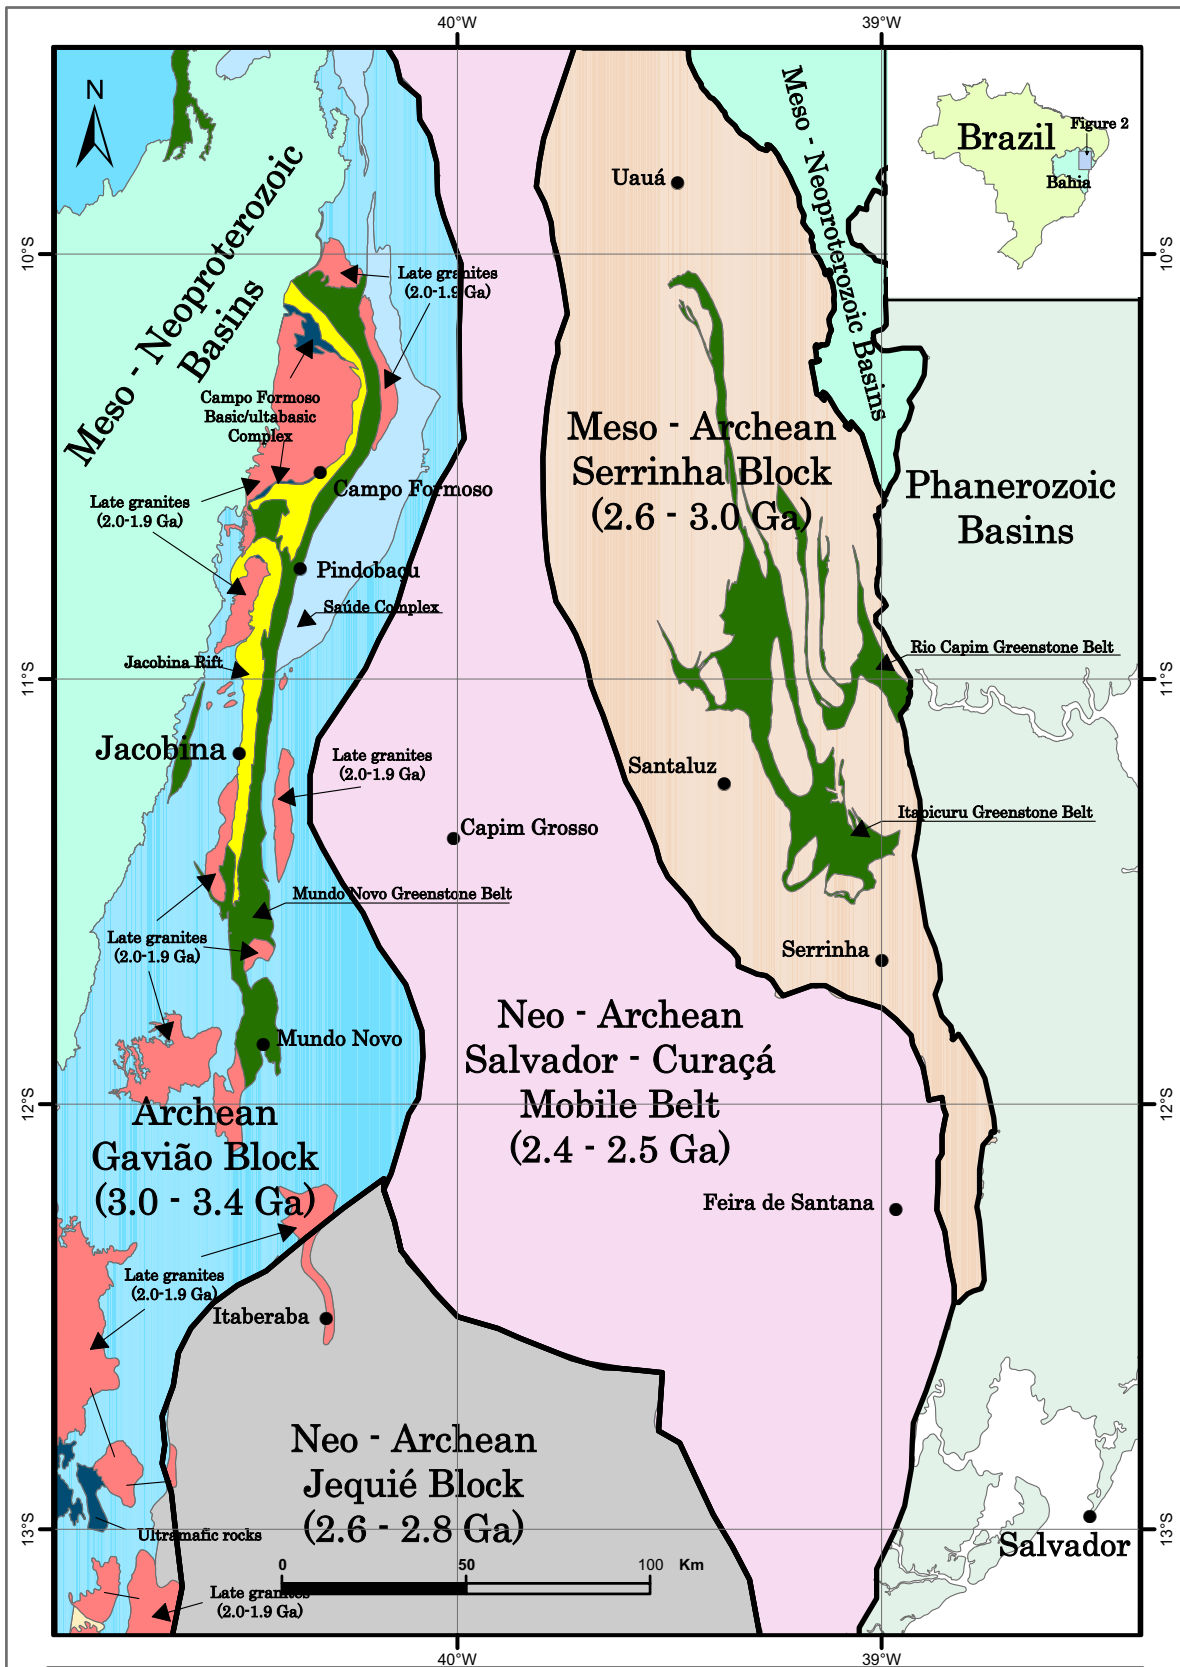 40°W
39°W
N
Meso - Neoproterozoic
Basins
Uauá
Meso - Neoproterozoic Basins
Brazil
Figure 2
Bahia
10°S
10°S
Late granites
(2.0-1.9 Ga)
Campo Formoso
Basic/ultabasic
Complex
Late granites
(2.0-1.9 Ga)
Campo Formoso
Meso - Archean
Serrinha Block
(2.6 - 3.0 Ga)
Phanerozoic
Basins
Pindobaçu
Saúde Complex
Jacobina Rift
Rio Capim Greenstone Belt
11°S
11°S
Jacobina
Late granites
(2.0-1.9 Ga)
Santaluz
Capim Grosso
Itapicuru Greenstone Belt
Mundo Novo Greenstone Belt
Late granites
(2.0-1.9 Ga)
Serrinha
Mundo Novo
Neo - Archean
Salvador - Curaçá
Mobile Belt
(2.4 - 2.5 Ga)
12°S
12°S
Archean
Gavião Block
(3.0 - 3.4 Ga)
Feira de Santana
Late granites
(2.0-1.9 Ga)
Itaberaba
Neo - Archean
Jequié Block
(2.6 - 2.8 Ga)
Ultramafic rocks
13°S
13°S
Salvador
0 50 100 Km
Late granites
(2.0-1.9 Ga)
40°W
39°W